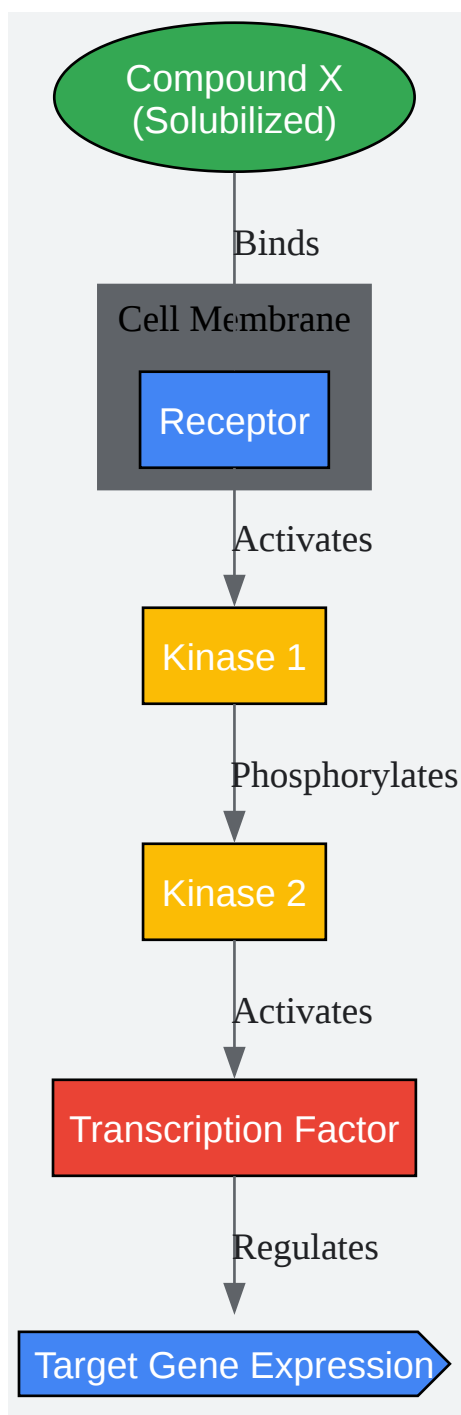 Compound X
(Solubilized)
Binds
Cell Membrane
Receptor
Activates
Kinase 1
Phosphorylates
Kinase 2
Activates
Transcription Factor
Regulates
Target Gene Expression